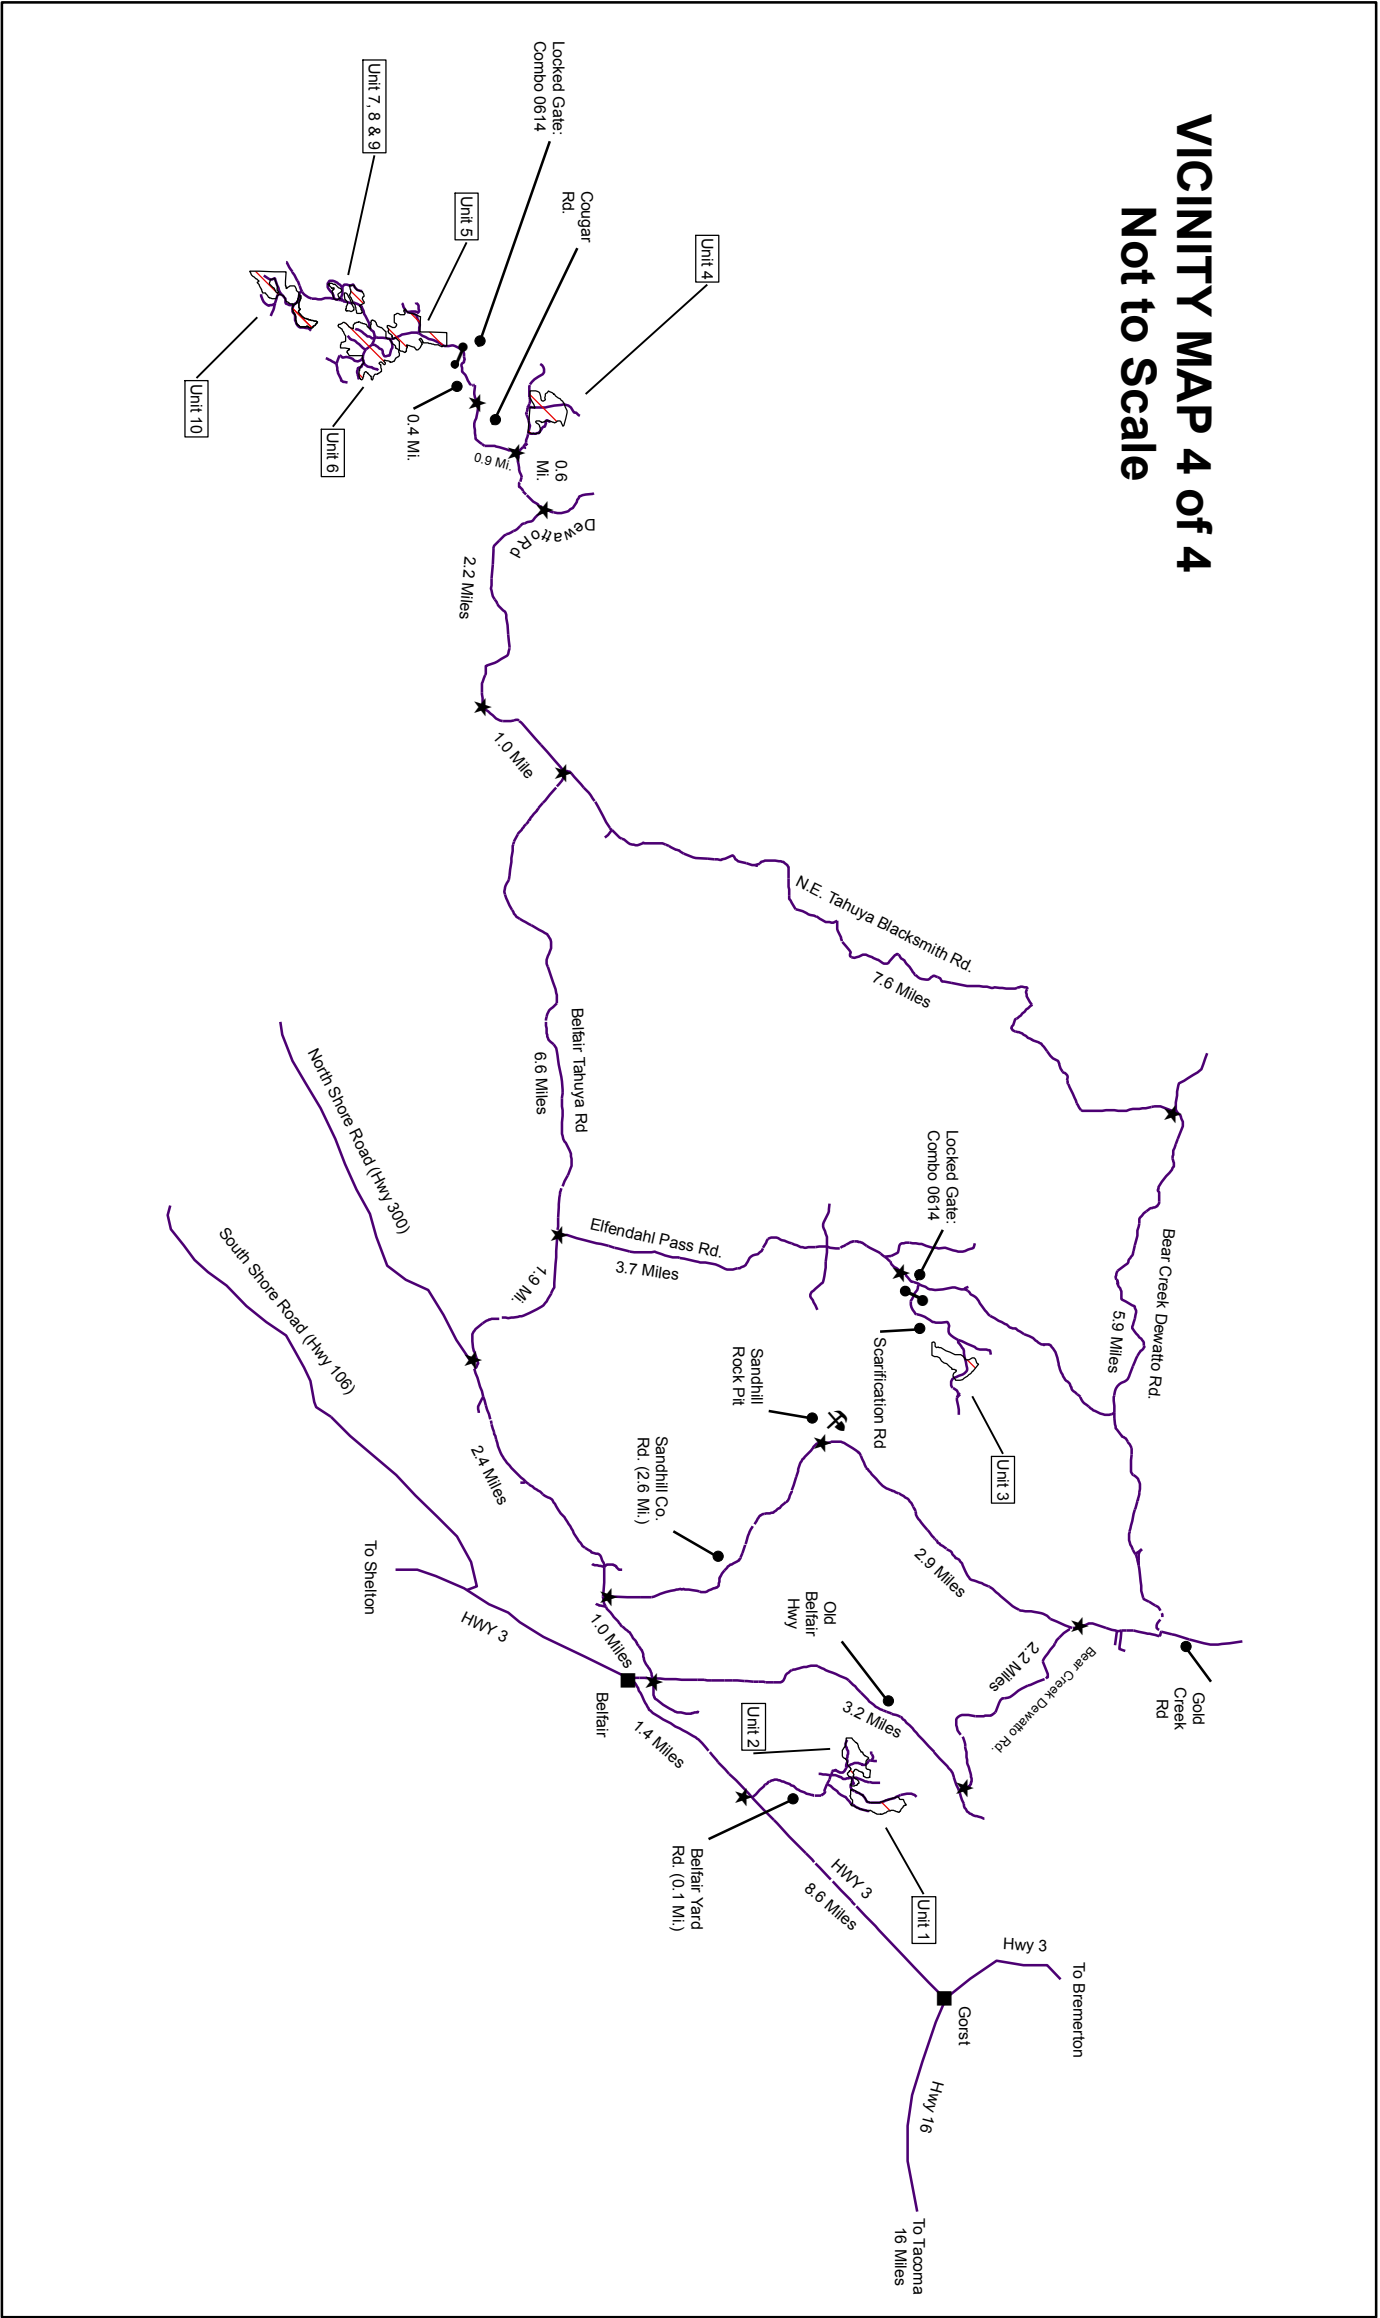 VICINITY MAP 4 of 4
Not to Scale
Locked Gate:
Combo 0614
Cougar
Rd.
Unit 4
Unit 7, 8 & 9
Unit 5
Unit 10
Unit 6
0.4 Mi.
0.9 Mi.
0.6
Mi.
Dewatto Rd
2.2 Miles
1.0 Mile
N.E. Tahuya Blacksmith Rd.
7.6 Miles
Belfair Tahuya Rd
6.6 Miles
North Shore Road (Hwy 300)
South Shore Road (Hwy 106)
Bear Creek Dewatto Rd.
5.9 Miles
Locked Gate:
Combo 0614
Elfendahl Pass Rd.
3.7 Miles
1.9 Mi.
Scarification Rd
Unit 3
Sandhill
Rock Pit
Sandhill Co.
Rd. (2.6 Mi.)
2.4 Miles
2.9 Miles
To Shelton
HWY 3
1.0 Miles
Belfair
Old
Belfair
Hwy
3.2 Miles
2.2 Miles
Bear Creek Dewatto Rd.
Gold
Creek
Rd
1.4 Miles
Unit 2
Belfair Yard
Rd. (0.1 Mi.)
Unit 1
HWY 3
8.6 Miles
Hwy 3
To Bremerton
Gorst
Hwy 16
To Tacoma
16 Miles